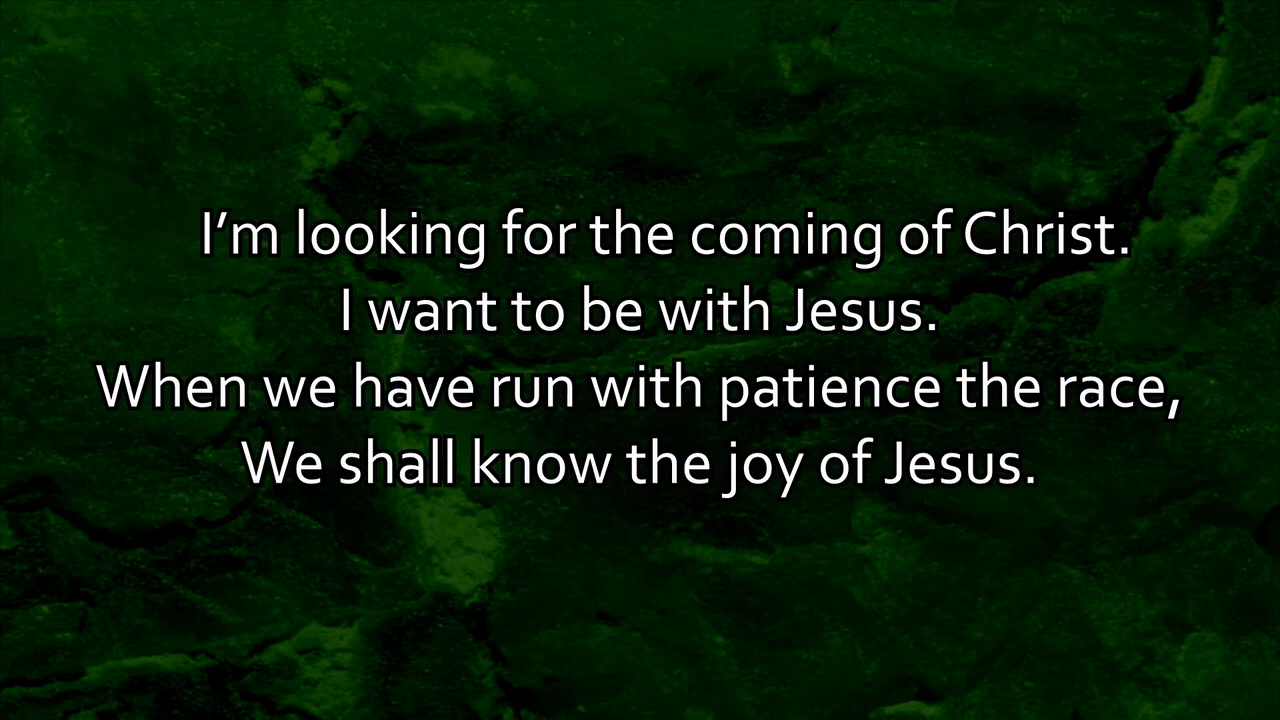 I’m looking for the coming of Christ.
I want to be with Jesus.
When we have run with patience the race,
We shall know the joy of Jesus.